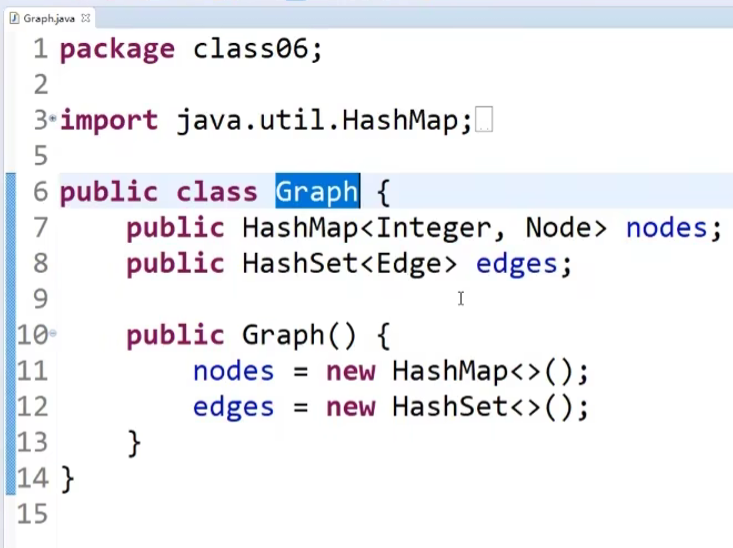 Graph.java
1 package class06;
2
3 import java.util.HashMap;
5
6 public class Graph {
7 public HashMap<Integer, Node> nodes;
8 public HashSet<Edge> edges;
9
10 public Graph() {
11 nodes = new HashMap<>();
12 edges = new HashSet<>();
13 }
14 }
15